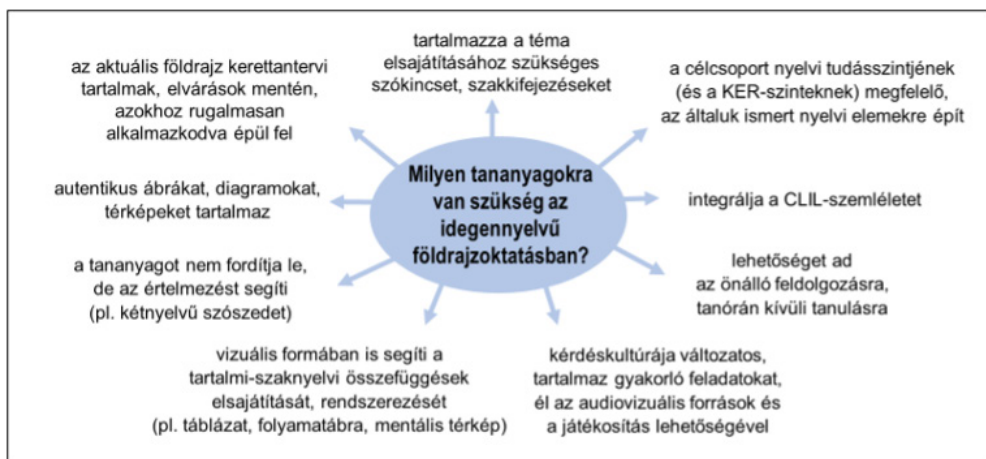 tartalmazza a téma
elsajátításához szükséges
szókincset, szakkifejezéseket
az aktuális földrajz kerettantervi
tartalmak, elvárások mentén,
azokhoz rugalmasan
alkalmazkodva épül fel
a célcsoport nyelvi tudásszintjének
(és a KER-szinteknek) megfelelő,
az általuk ismert nyelvi elemekre épít
Milyen tananyagokra
van szükség az
idegennyelvű
földrajzoktatásban?
autentikus ábrákat, diagramokat,
térképeket tartalmaz
integrálja a CLIL-szemléletet
a tananyagot nem fordítja le,
de az értelmezést segíti
(pl. kétnyelvű szószedet)
lehetőséget ad
az önálló feldolgozásra,
tanórán kívüli tanulásra
vizuális formában is segíti a
tartalmi-szaknyelvi összefüggések
elsajátítását, rendszerezését
(pl. táblázat, folyamatábra, mentális térkép)
kérdéskultúrája változatos,
tartalmaz gyakorló feladatokat,
él az audiovizuális források és
a játékosítás lehetőségével